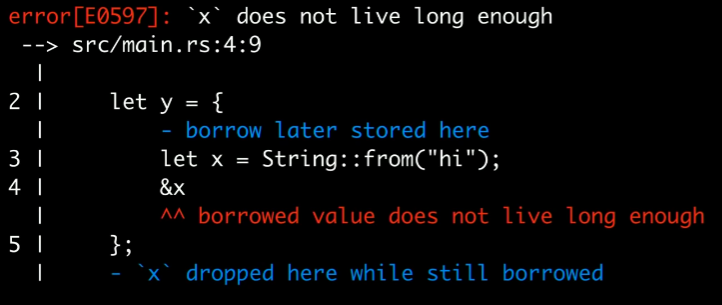 error[E0597]: `x` does not live long enough
 --> src/main.rs:4:9
  |
2 |     let y = {
  |         - borrow later stored here
3 |         let x = String::from("hi");
4 |         &x
  |         ^^ borrowed value does not live long enough
5 |     };
  |     - `x` dropped here while still borrowed